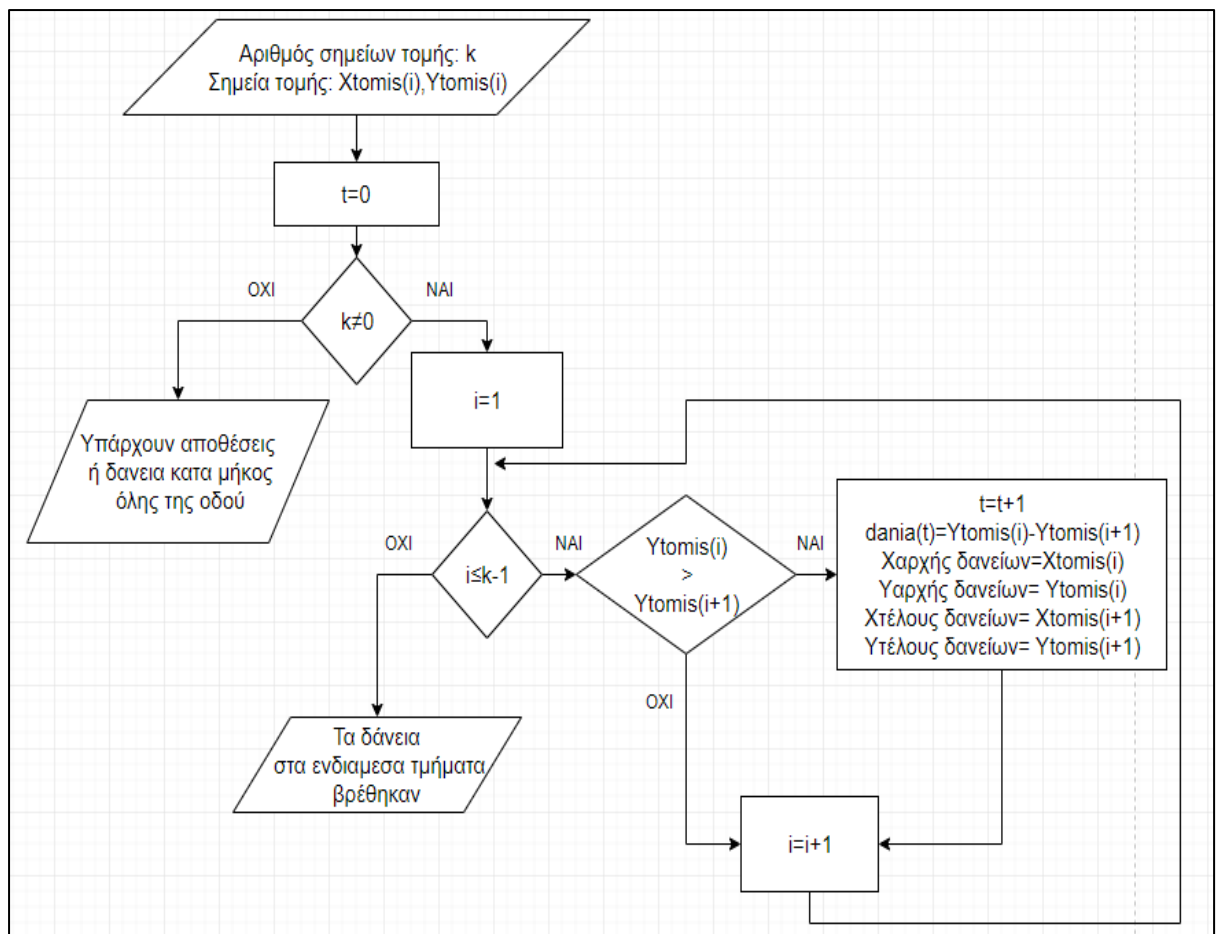 Αριθμός σημείων τομής: k
Σημεία τομής: Xtomis(i),Ytomis(i)
t=0
ΟΧΙ
ΝΑΙ
k≠0
i=1
Υπάρχουν αποθέσεις
ή δανεια κατα μήκος
όλης της οδού
ΟΧΙ
i≤k-1
ΝΑΙ
Ytomis(i)
>
Ytomis(i+1)
ΝΑΙ
t=t+1
dania(t)=Ytomis(i)-Ytomis(i+1)
Χαρχής δανείων=Xtomis(i)
Υαρχής δανείων= Ytomis(i)
Χτέλους δανείων= Xtomis(i+1)
Υτέλους δανείων= Ytomis(i+1)
ΟΧΙ
Τα δάνεια
στα ενδιαμεσα τμήματα
βρέθηκαν
i=i+1